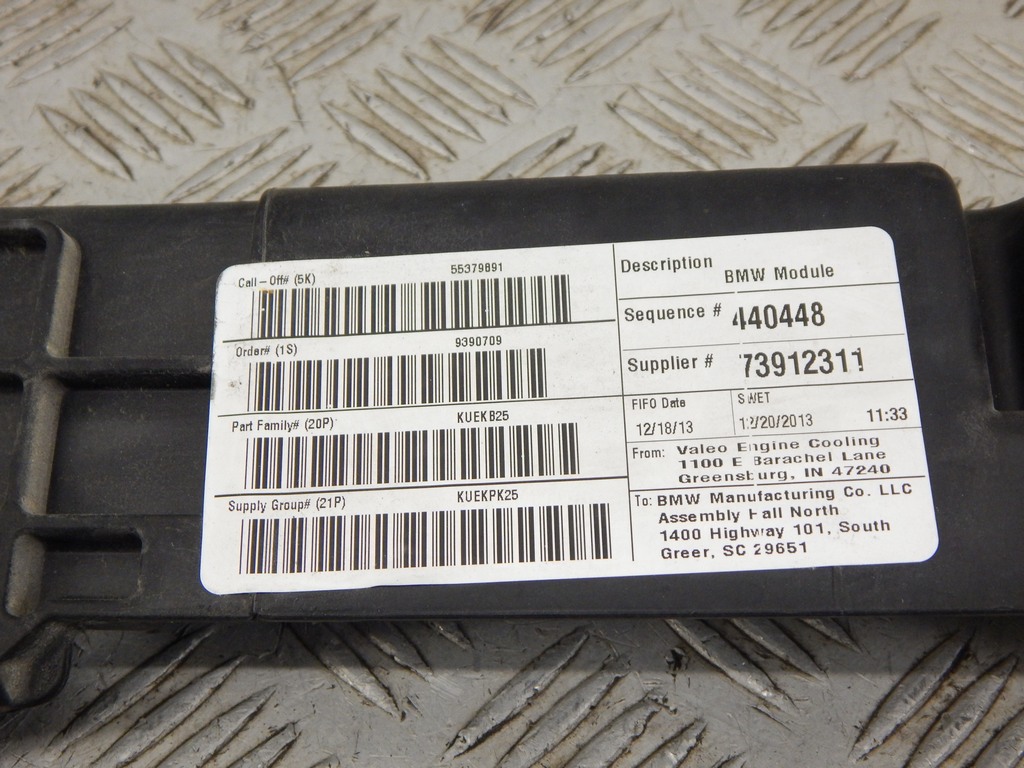 Call-Off# (5K) 55379891
Order# (1S) 9390709
Part Family# (20P) KUEKB25
Supply Group# (21P) KUEKPK25
Description BMW Module
Sequence # 440448
Supplier # 73912311
FIFO Date
12/18/13
SWET
12/20/2013 11:33
From: Valeo Engine Cooling
1100 E Barachel Lane
Greensburg, IN 47240
To: BMW Manufacturing Co. LLC
Assembly Hall North
1400 Highway 101, South
Greer, SC 29651